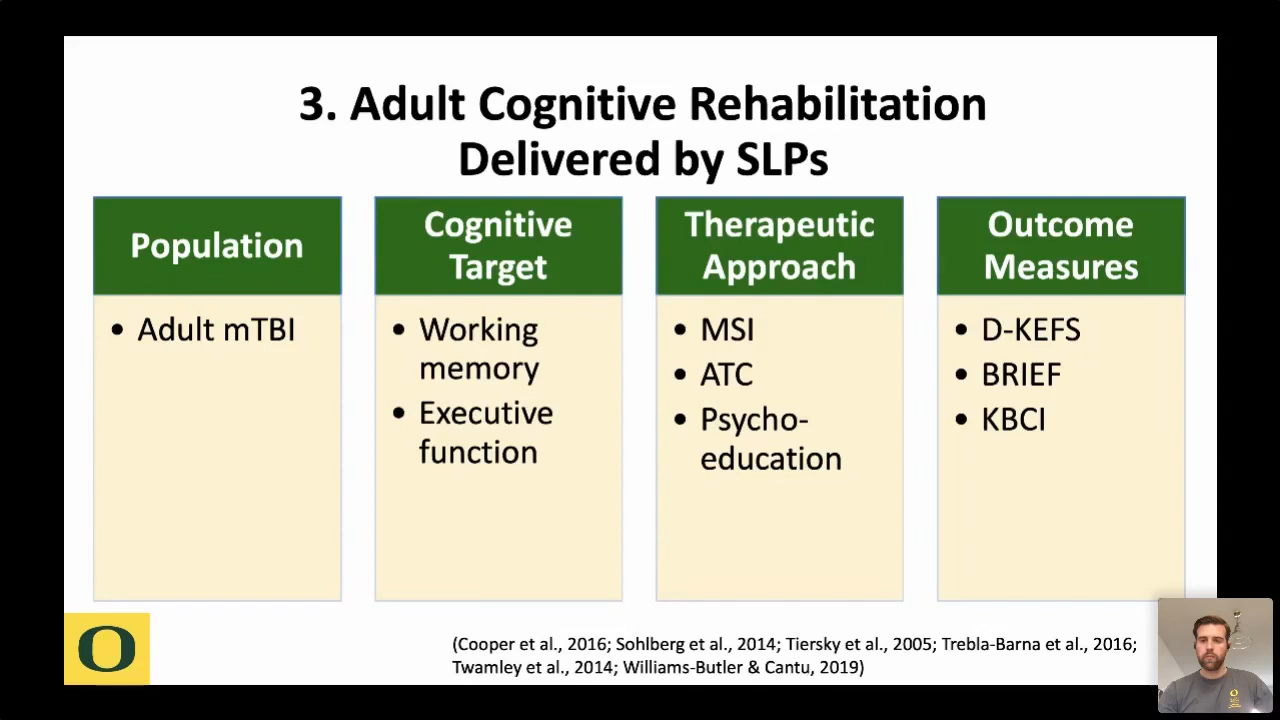 3. Adult Cognitive Rehabilitation
Delivered by SLPs
Population
• Adult mTBI
Cognitive
Target
• Working
memory
• Executive
function
Therapeutic
Approach
• MSI
• ATC
• Psycho-
education
Outcome
Measures
• D-KEFS
• BRIEF
• KBCI
O
(Cooper et al., 2016; Sohlberg et al., 2014; Tiersky et al., 2005; Trebla-Barna et al., 2016;
Twamley et al., 2014; Williams-Butler & Cantu, 2019)